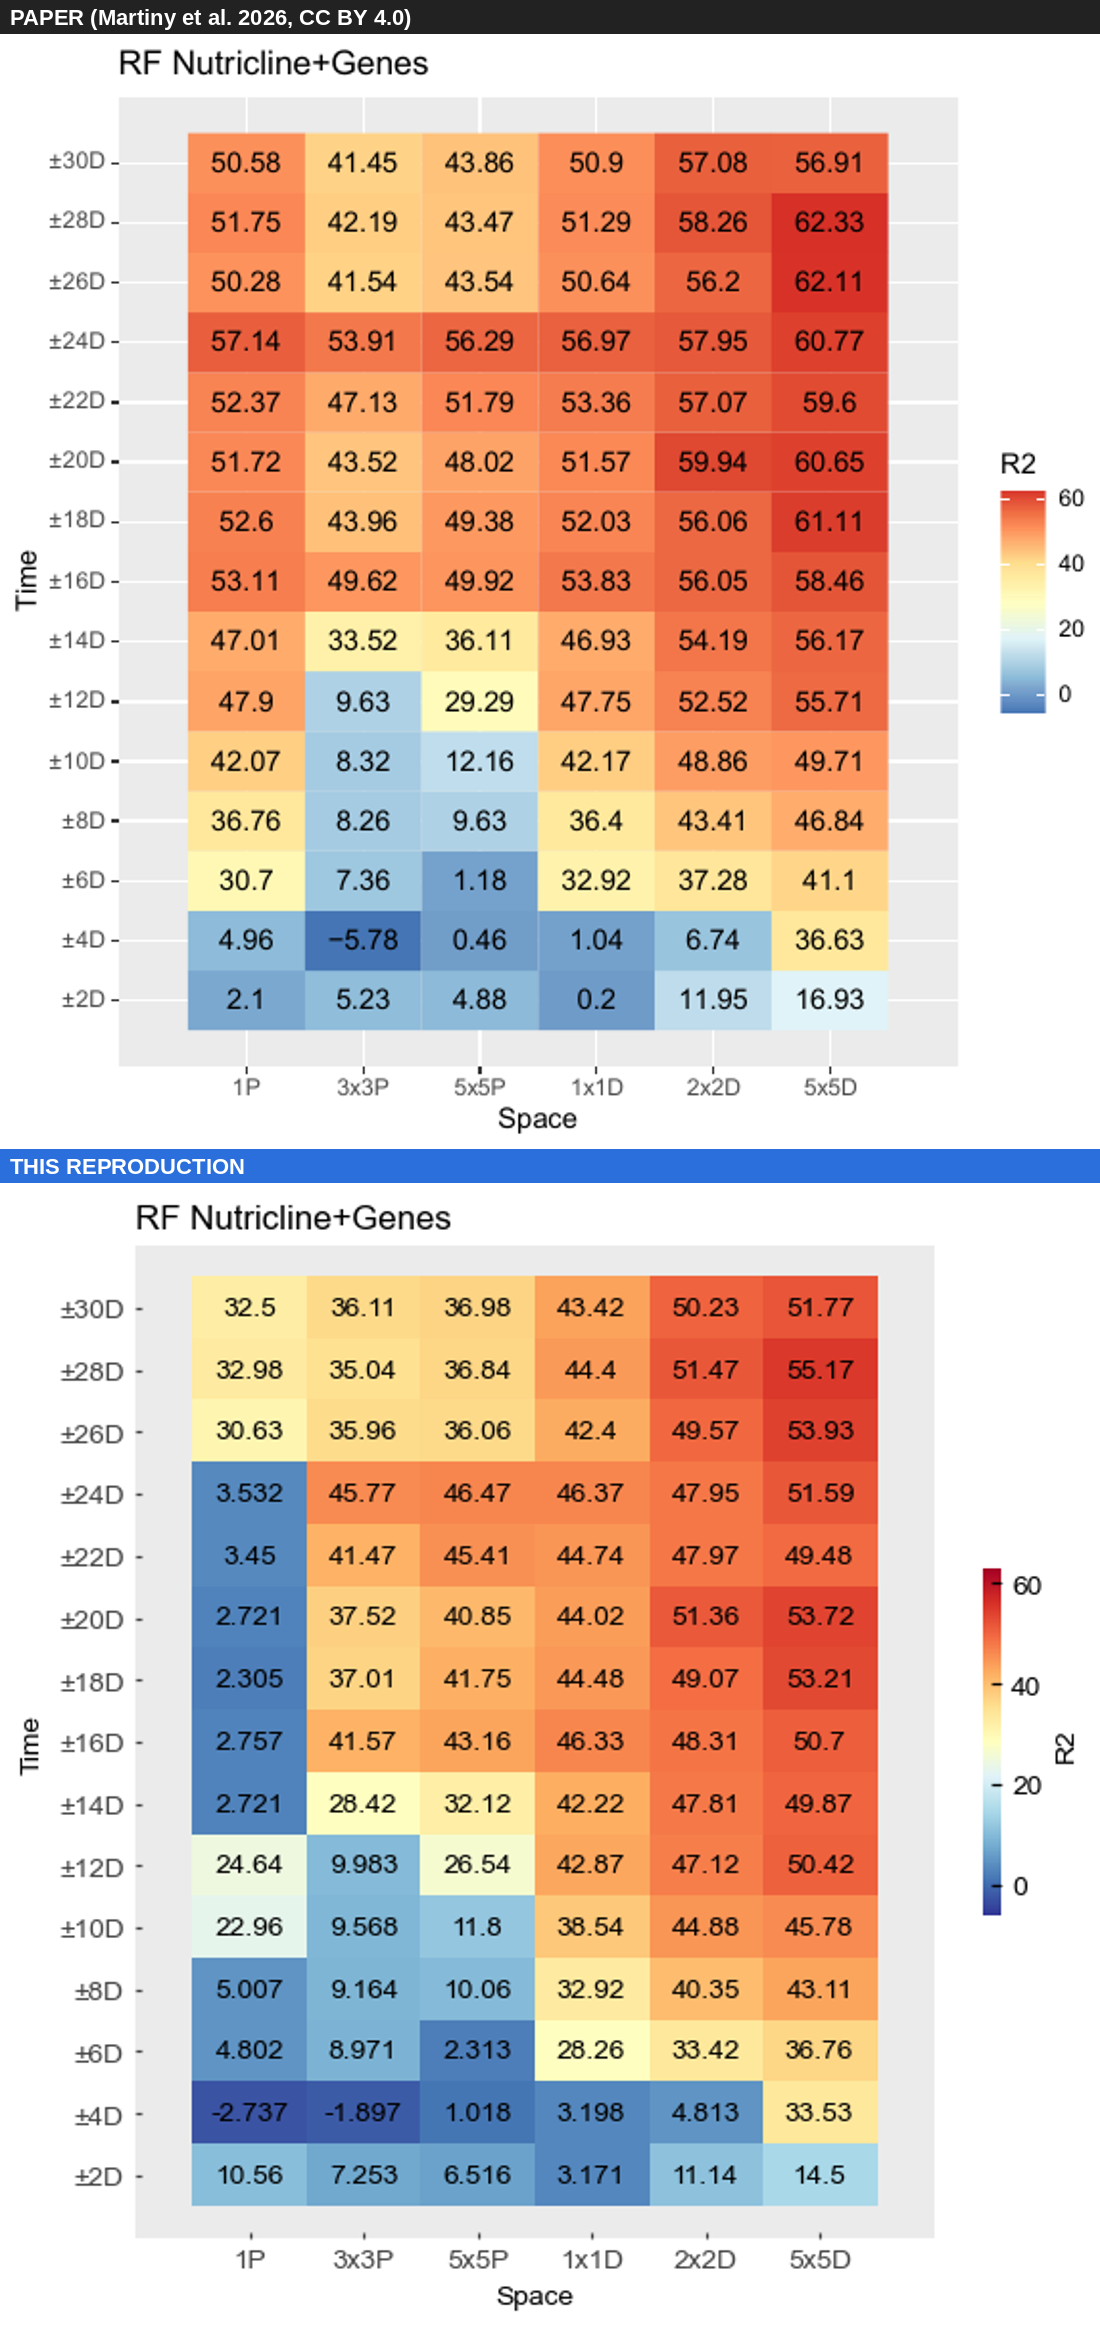 PAPER (Martiny et al. 2026, CC BY 4.0)
RF Nutricline+Genes
±30D 50.58 41.45 43.86 50.9 57.08 56.91
±28D 51.75 42.19 43.47 51.29 58.26 62.33
±26D 50.28 41.54 43.54 50.64 56.2 62.11
±24D 57.14 53.91 56.29 56.97 57.95 60.77
±22D 52.37 47.13 51.79 53.36 57.07 59.6
±20D 51.72 43.52 48.02 51.57 59.94 60.65
±18D 52.6 43.96 49.38 52.03 56.06 61.11
±16D 53.11 49.62 49.92 53.83 56.05 58.46
±14D 47.01 33.52 36.11 46.93 54.19 56.17
±12D 47.9 9.63 29.29 47.75 52.52 55.71
±10D 42.07 8.32 12.16 42.17 48.86 49.71
±8D 36.76 8.26 9.63 36.4 43.41 46.84
±6D 30.7 7.36 1.18 32.92 37.28 41.1
±4D 4.96 −5.78 0.46 1.04 6.74 36.63
±2D 2.1 5.23 4.88 0.2 11.95 16.93
1P 3x3P 5x5P 1x1D 2x2D 5x5D
Space
Time
R2
60
40
20
0
THIS REPRODUCTION
RF Nutricline+Genes
±30D 32.5 36.11 36.98 43.42 50.23 51.77
±28D 32.98 35.04 36.84 44.4 51.47 55.17
±26D 30.63 35.96 36.06 42.4 49.57 53.93
±24D 3.532 45.77 46.47 46.37 47.95 51.59
±22D 3.45 41.47 45.41 44.74 47.97 49.48
±20D 2.721 37.52 40.85 44.02 51.36 53.72
±18D 2.305 37.01 41.75 44.48 49.07 53.21
±16D 2.757 41.57 43.16 46.33 48.31 50.7
±14D 2.721 28.42 32.12 42.22 47.81 49.87
±12D 24.64 9.983 26.54 42.87 47.12 50.42
±10D 22.96 9.568 11.8 38.54 44.88 45.78
±8D 5.007 9.164 10.06 32.92 40.35 43.11
±6D 4.802 8.971 2.313 28.26 33.42 36.76
±4D -2.737 -1.897 1.018 3.198 4.813 33.53
±2D 10.56 7.253 6.516 3.171 11.14 14.5
1P 3x3P 5x5P 1x1D 2x2D 5x5D
Space
Time
60
40
20
0
R2